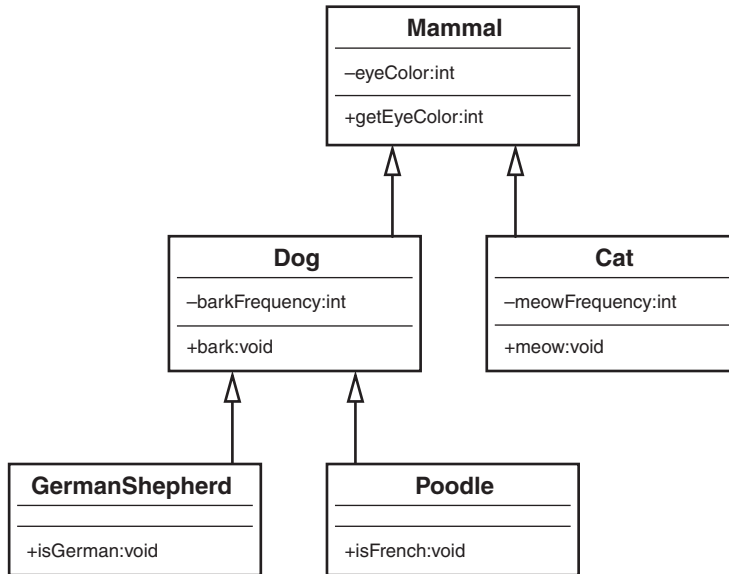 Mammal
–eyeColor:int
+getEyeColor:int
Dog
–barkFrequency:int
+bark:void
Cat
–meowFrequency:int
+meow:void
GermanShepherd
+isGerman:void
Poodle
+isFrench:void